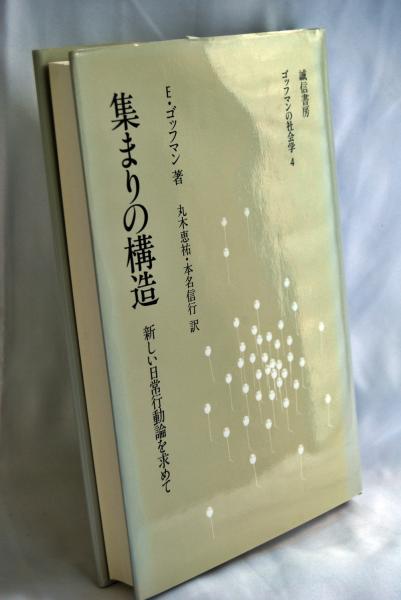 誠信書房
ゴッフマンの社会学 4
E・ゴッフマン 著
丸木恵祐・本名信行 訳
集まりの構造
新しい日常行動論を求めて